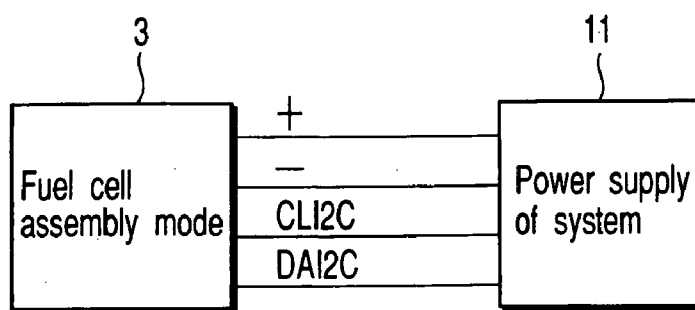 3
11
+
−
Fuel cell
assembly mode
CLI2C
DAI2C
Power supply
of system